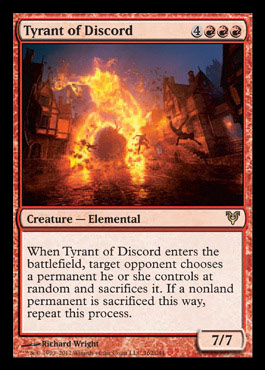 Tyrant of Discord 4
Creature — Elemental
When Tyrant of Discord enters the
battlefield, target opponent chooses
a permanent he or she controls at
random and sacrifices it. If a nonland
permanent is sacrificed this way,
repeat this process.
Richard Wright
7/7